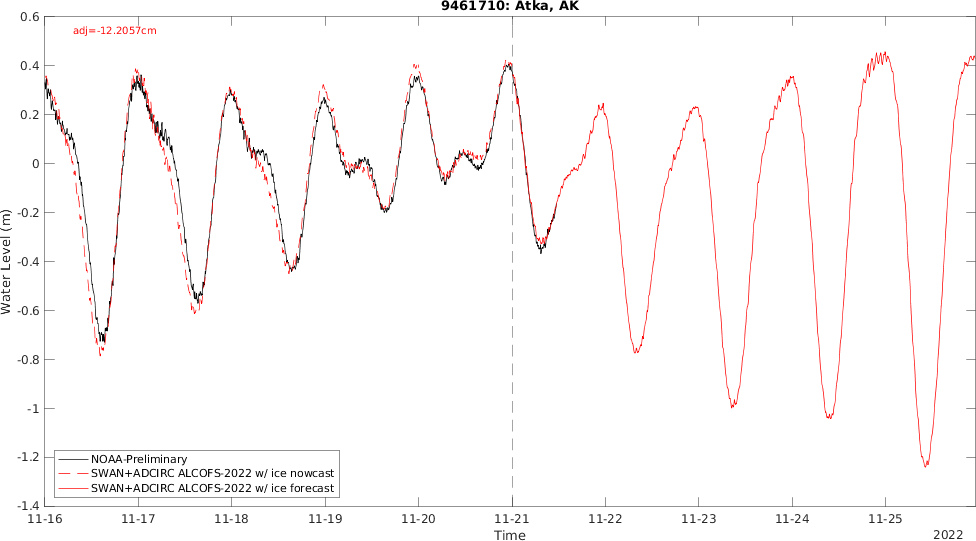 9461710: Atka, AK
adj=-12.2057cm
0.6
0.4
0.2
0
-0.2
-0.4
-0.6
-0.8
-1
-1.2
-1.4
Water Level (m)
NOAA-Preliminary
SWAN+ADCIRC ALCOFS-2022 w/ ice nowcast
SWAN+ADCIRC ALCOFS-2022 w/ ice forecast
11-16 11-17 11-18 11-19 11-20 11-21 11-22 11-23 11-24 11-25
Time
2022